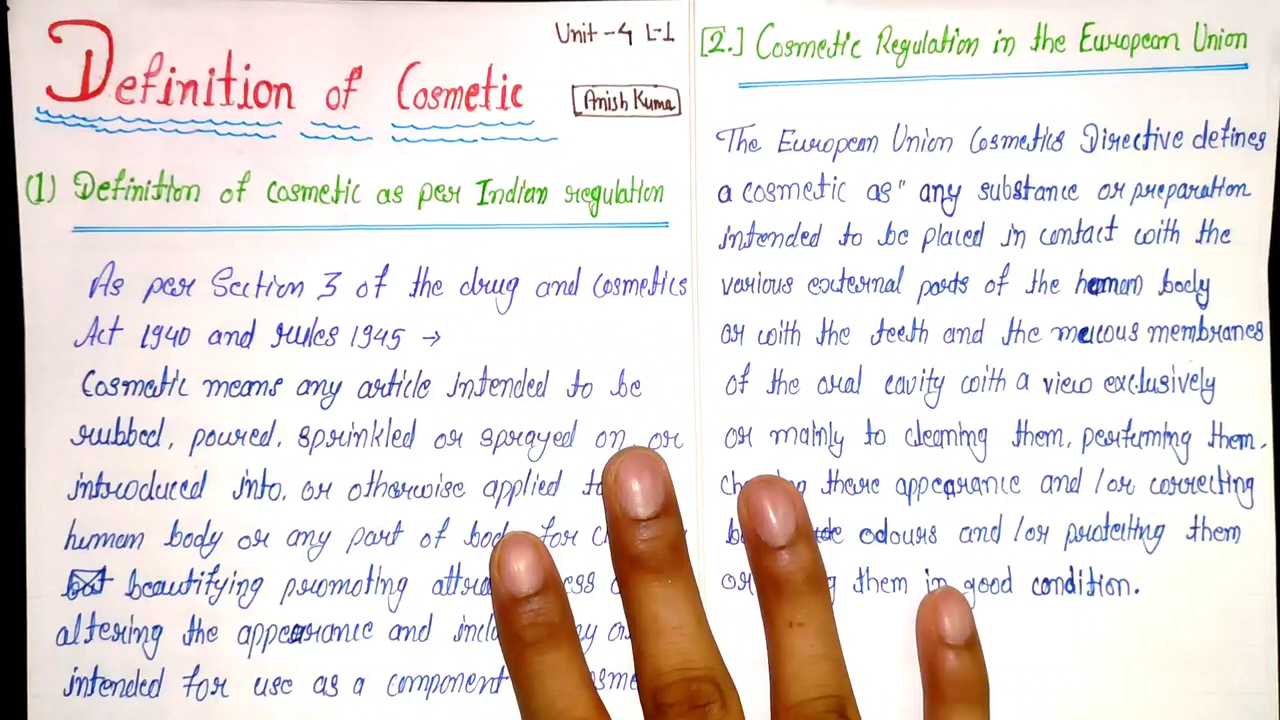 Definition of Cosmetic
Unit-4 L-1
Anish Kumar
(1) Definition of cosmetic as per Indian regulation
As per Section 3 of the drug and cosmetics
Act 1940 and rules 1945 →
Cosmetic means any article intended to be
rubbed, poured, sprinkled or sprayed on or
introduced into, or otherwise applied
human body or any part of for
beautifying promoting
altering the appearance and
intended for use as a component
[2.] Cosmetic Regulation in the European Union
The European Union Cosmetics Directive defines
a cosmetic as "any substance or preparation
intended to be placed in contact with the
various external parts of the human body
or with the teeth and the mucous membranes
of the oral cavity with a view exclusively
or mainly to cleaning them, perfuming them,
there appearance and /or correcting
odours and /or protecting them
or them in good condition.